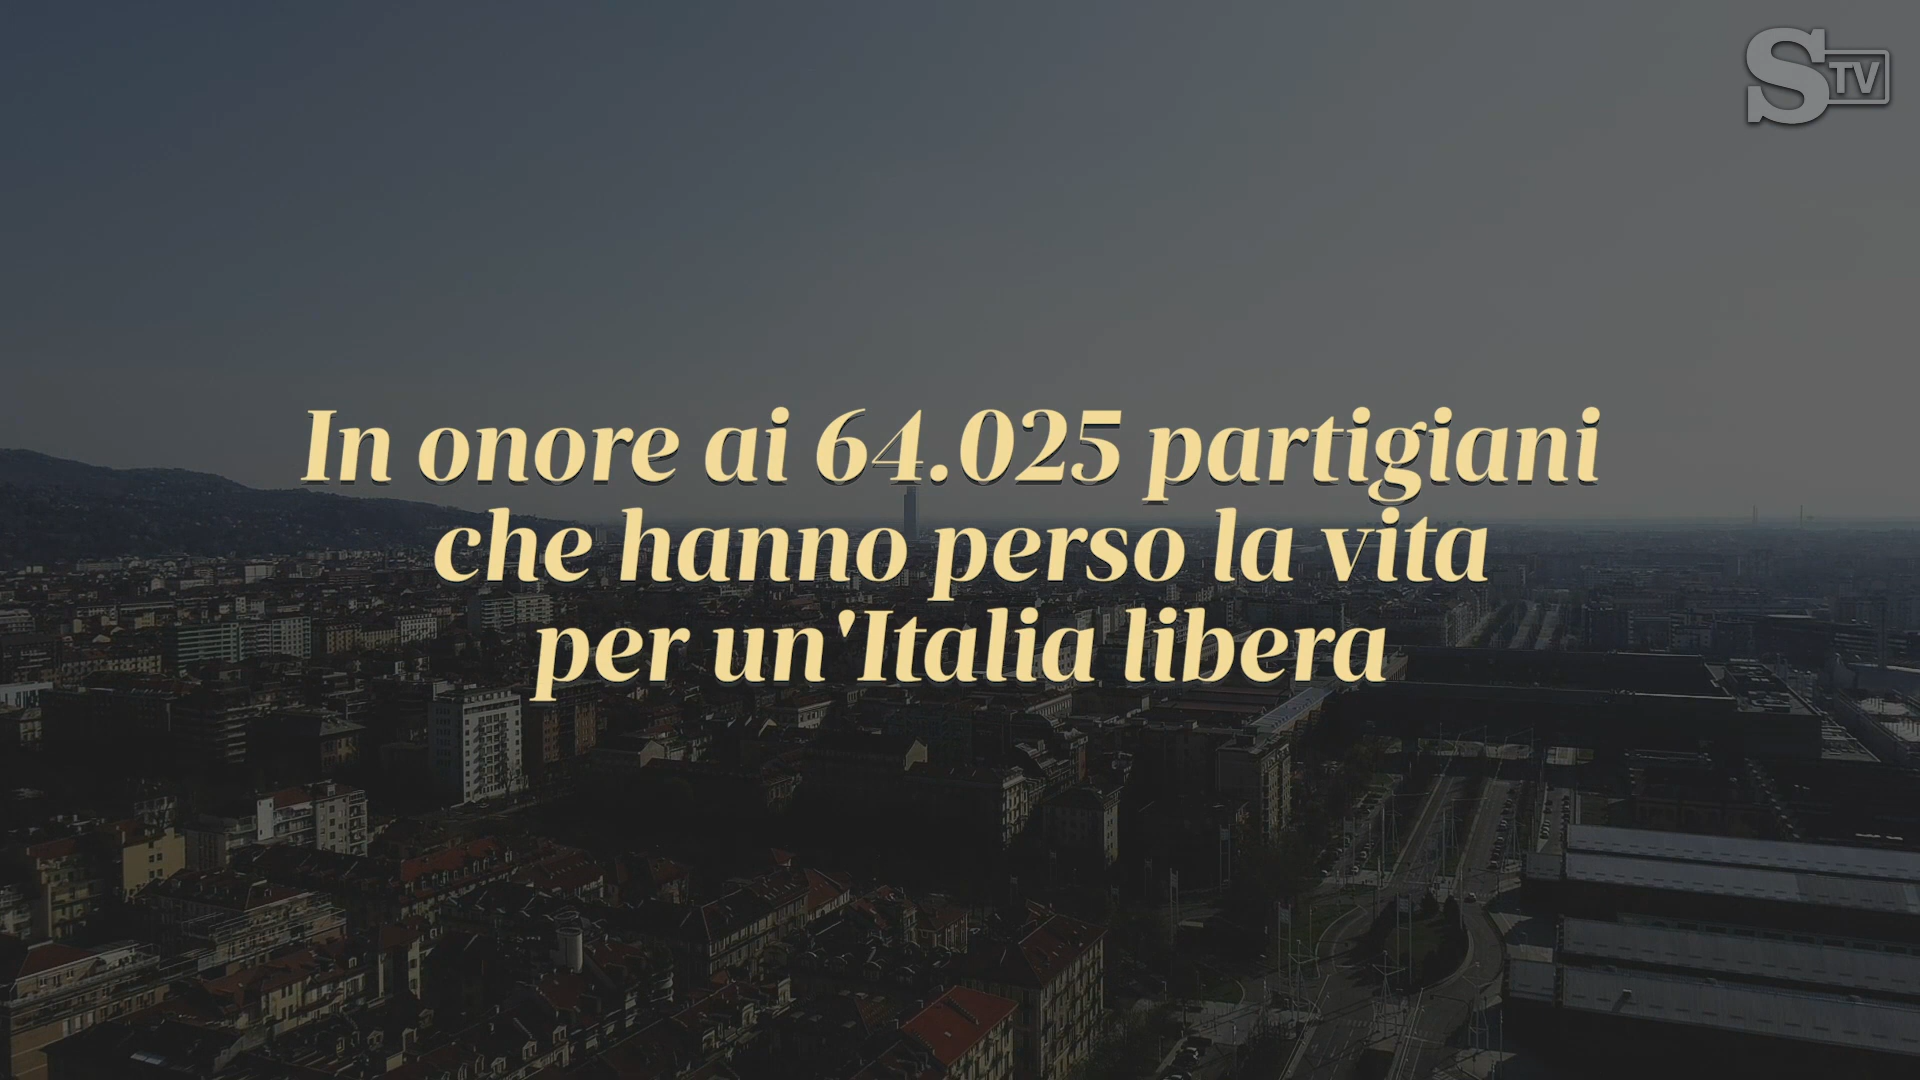 STV
In onore ai 64.025 partigiani
che hanno perso la vita
per un'Italia libera